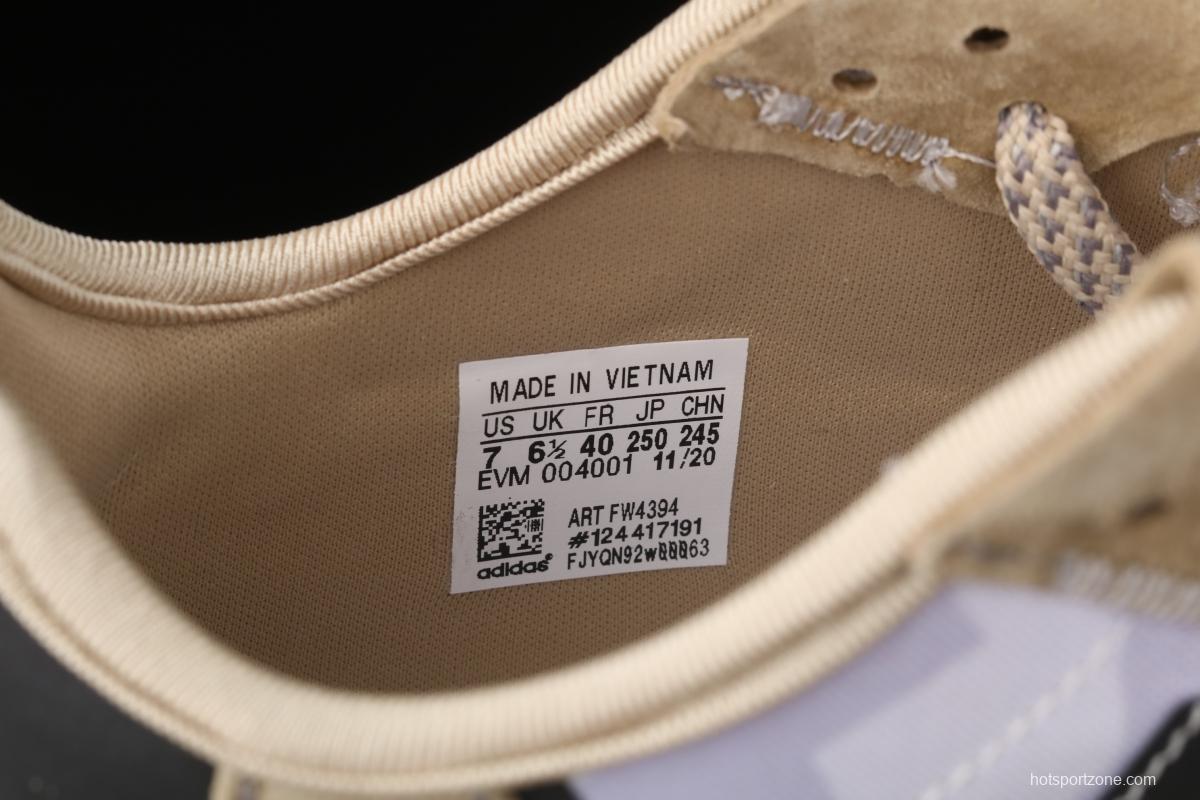 MADE IN VIETNAM
US UK FR JP CHN
7 6½ 40 250 245
EVM 004001 11/20
ART FW4394
#124417191
adidas®
hotsportzone.com